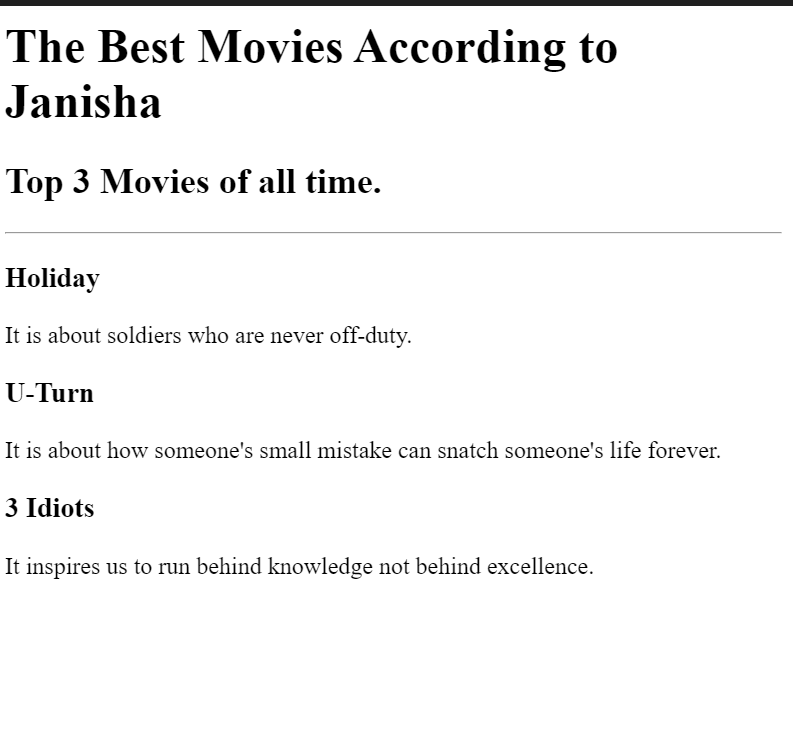 The Best Movies According to
Janisha
Top 3 Movies of all time.
Holiday
It is about soldiers who are never off-duty.
U-Turn
It is about how someone's small mistake can snatch someone's life forever.
3 Idiots
It inspires us to run behind knowledge not behind excellence.